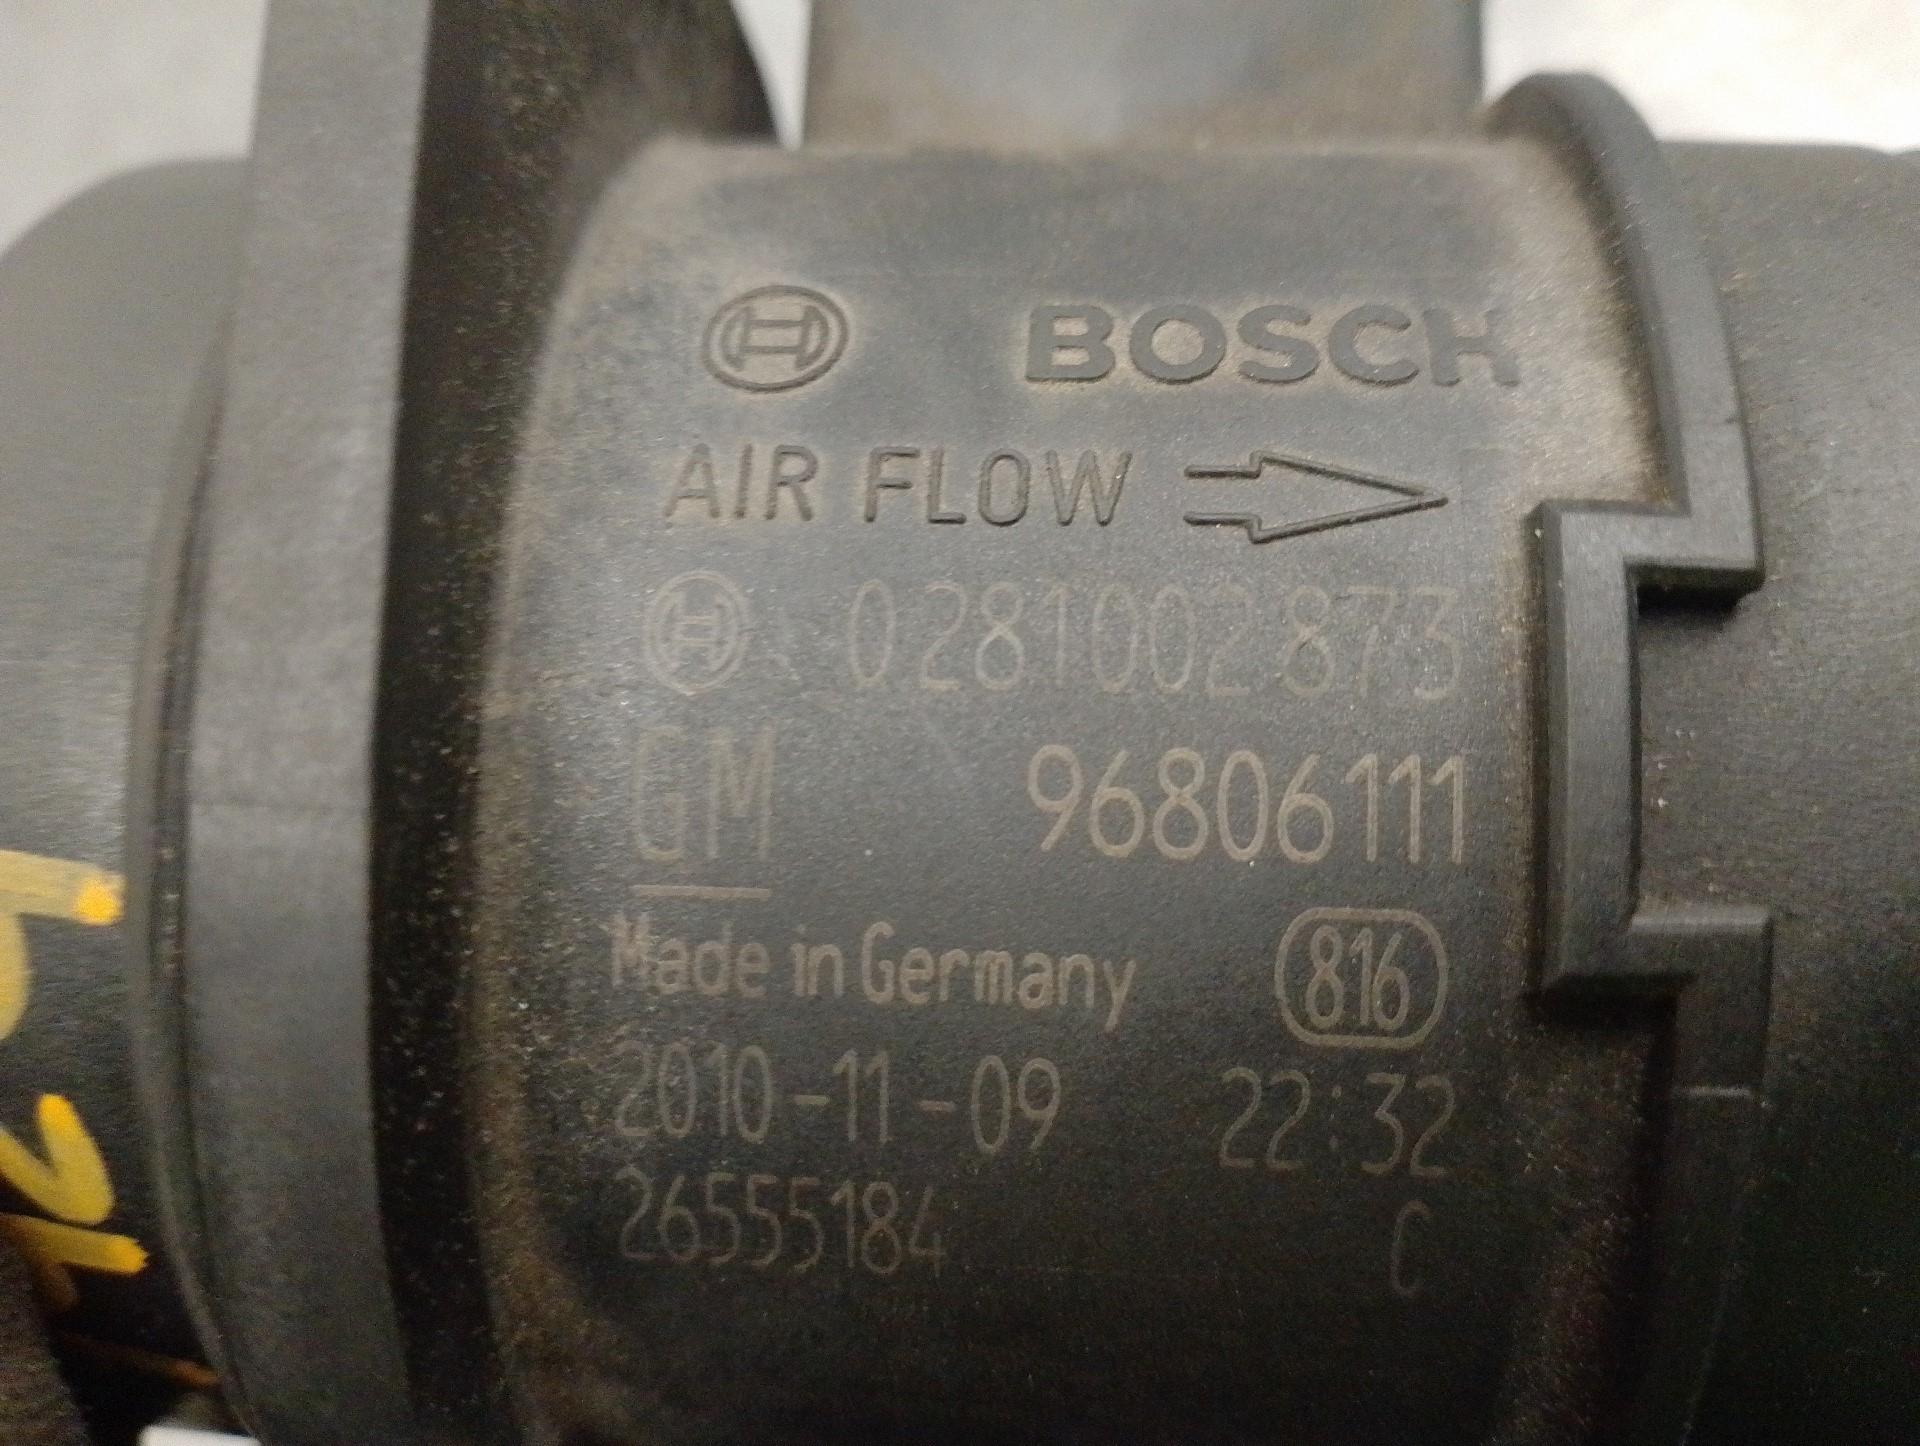 BOSCH
AIR FLOW
0281002873
GM 96806111
Made in Germany 816
2010-11-09 22:32
26555184 C